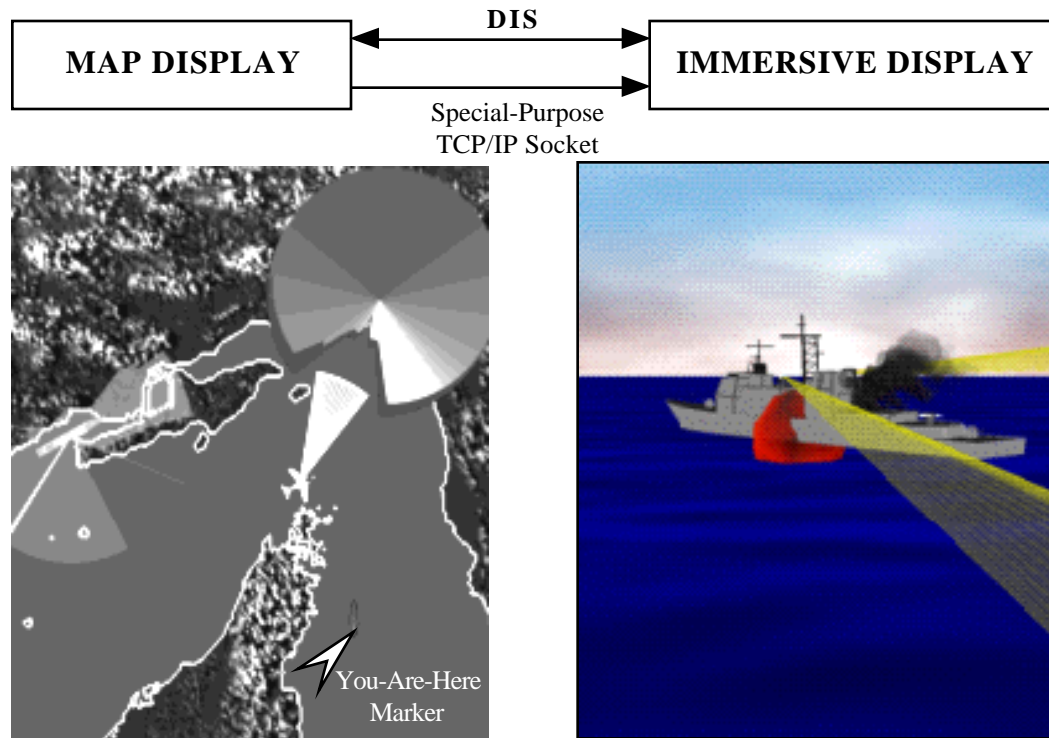 DIS
MAP DISPLAY
IMMERSIVE DISPLAY
Special-Purpose
TCP/IP Socket
You-Are-Here
Marker